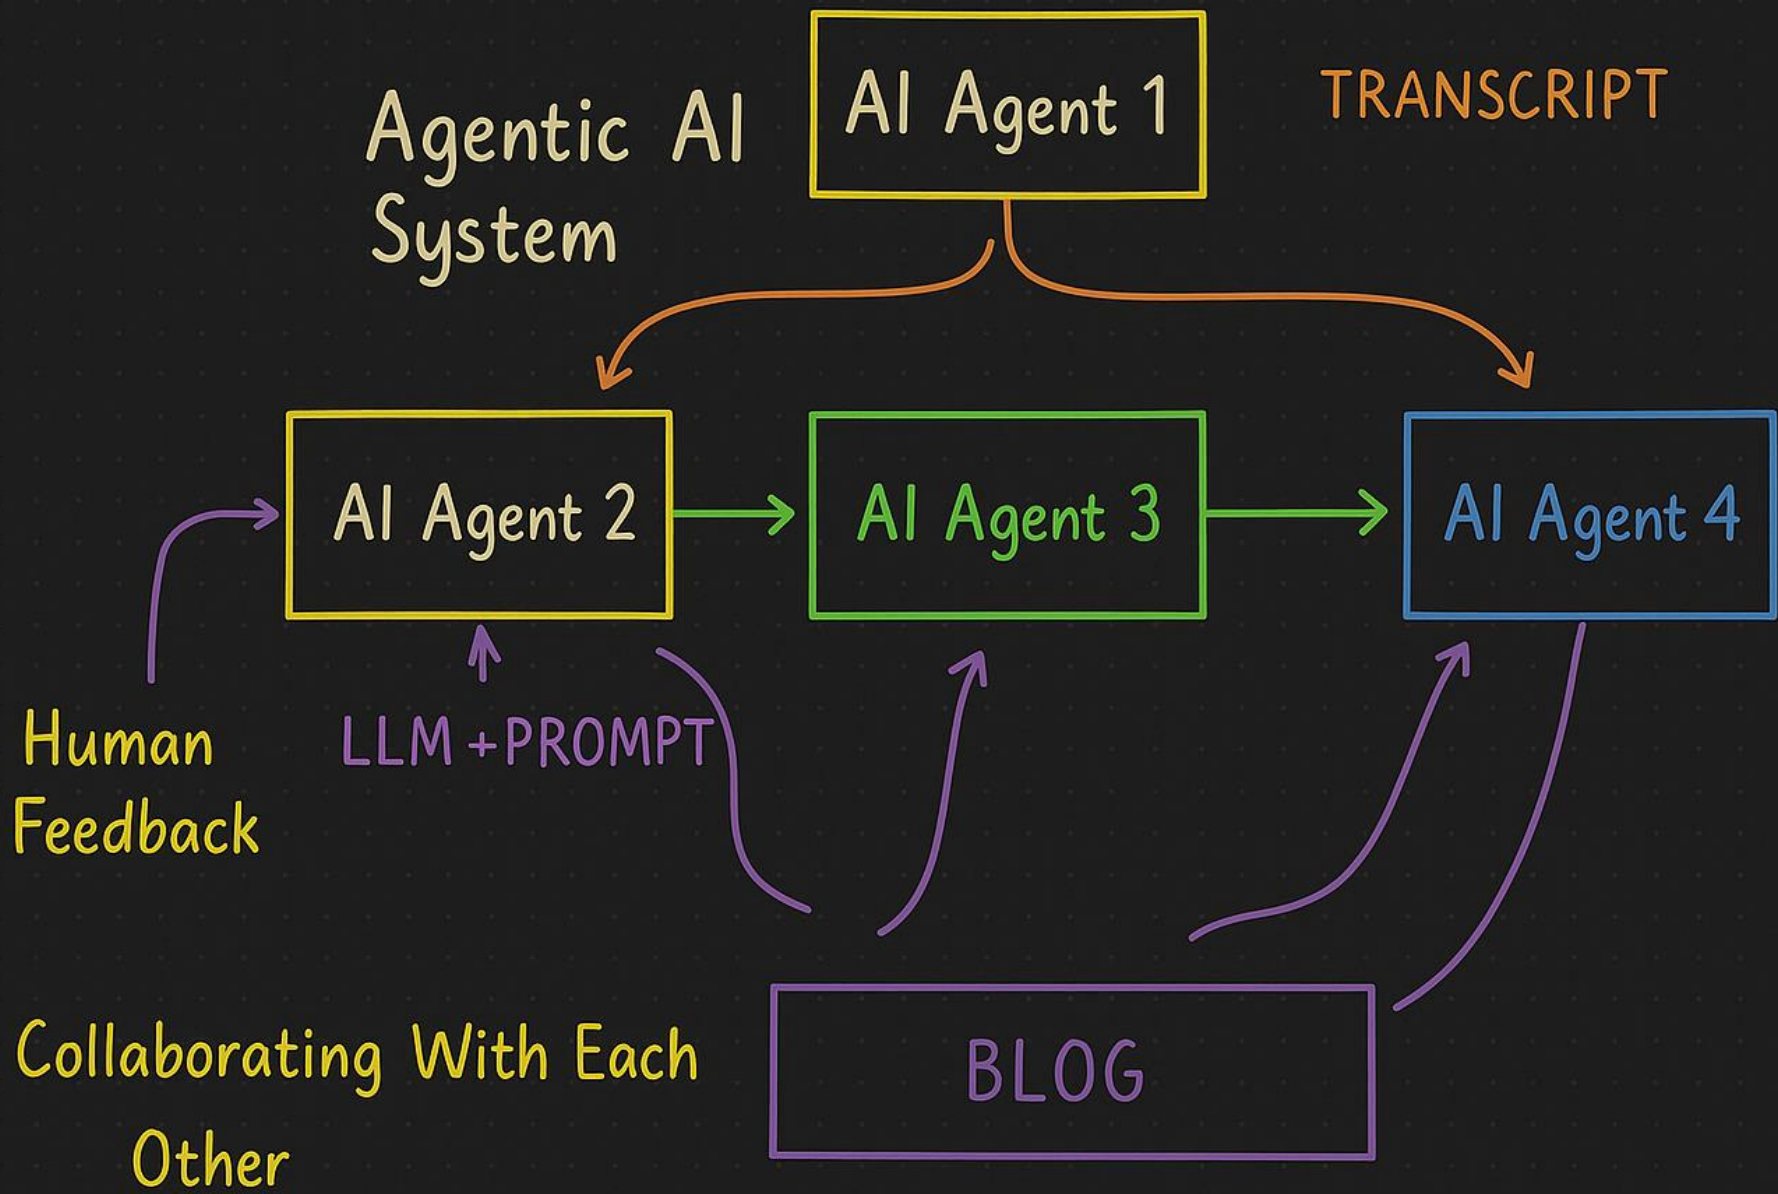 Agentic AI
System
AI Agent 1
TRANSCRIPT
AI Agent 2
AI Agent 3
AI Agent 4
Human
Feedback
LLM + PROMPT
Collaborating With Each
Other
BLOG